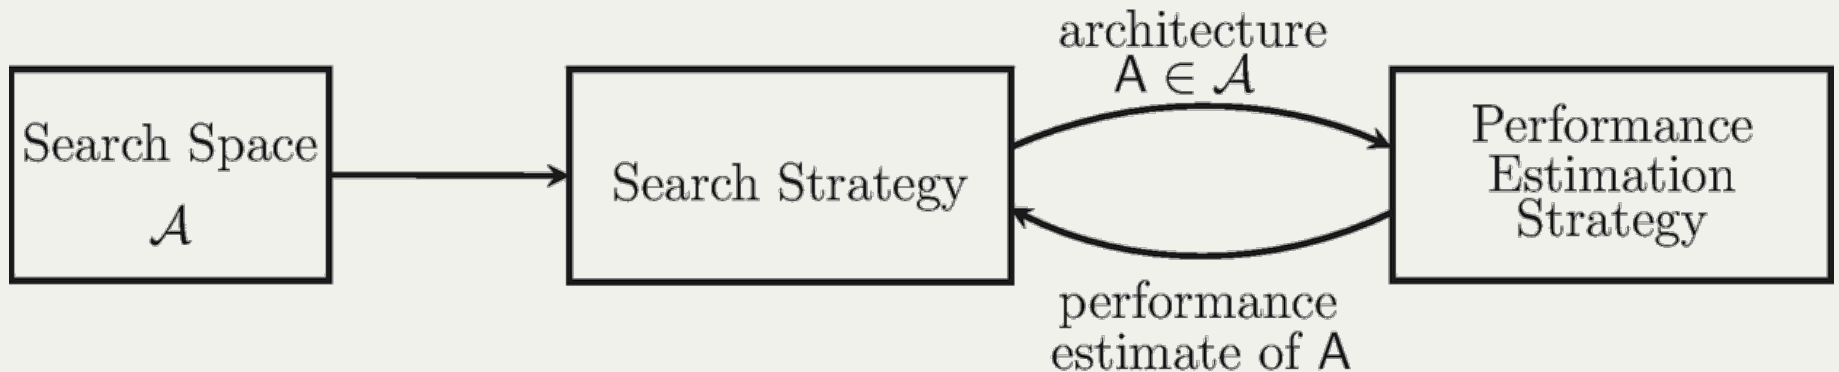 Search Space
𝒜
Search Strategy
architecture
A ∈ 𝒜
Performance
Estimation
Strategy
performance
estimate of A